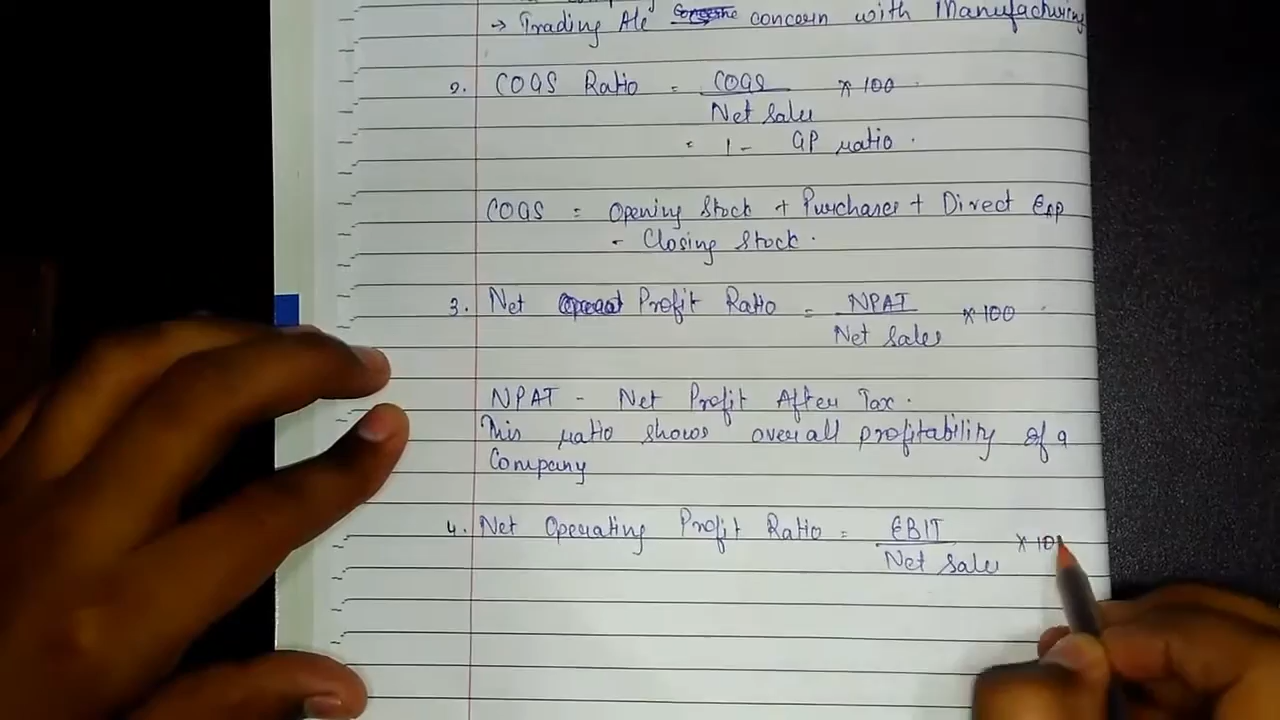 → Trading A/c concern with Manufacturing
2. COGS Ratio = COGS / Net Sales × 100
= 1 - GP ratio.
COGS = Opening Stock + Purchases + Direct Exp
- Closing Stock.
3. Net Profit Ratio = NPAT / Net Sales × 100
NPAT - Net Profit After Tax.
This ratio shows overall profitability of a
Company
4. Net Operating Profit Ratio = EBIT / Net Sales × 100